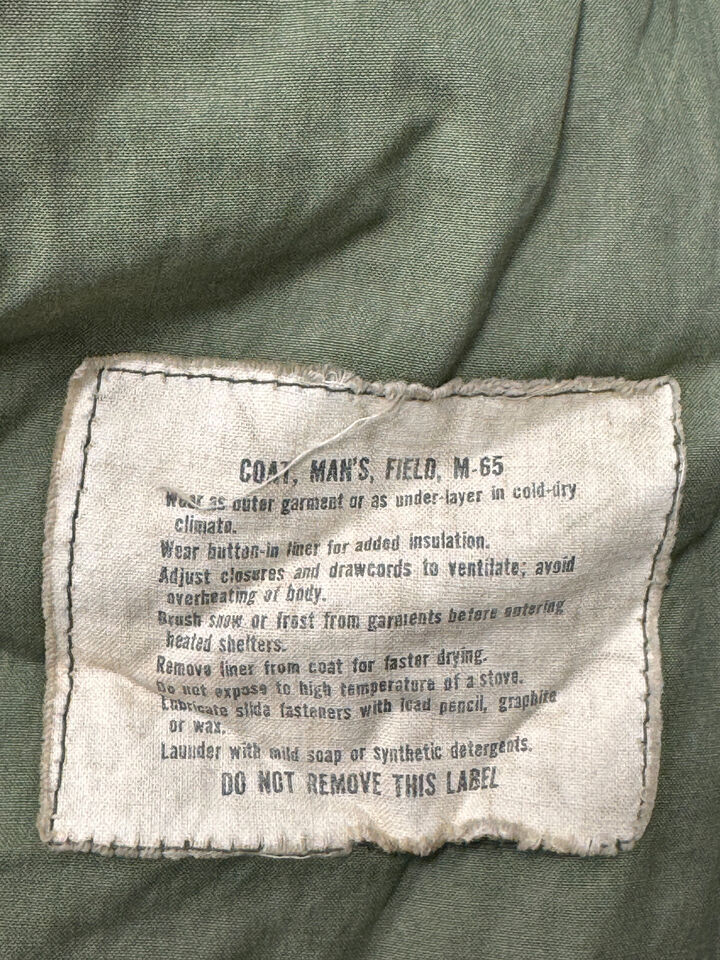 COAT, MAN'S, FIELD, M-65
Wear as outer garment or as under-layer in cold-dry
climate.
Wear button-in liner for added insulation.
Adjust closures and drawcords to ventilate; avoid
overheating of body.
Brush snow or frost from garments before entering
heated shelters.
Remove liner from coat for faster drying.
Do not expose to high temperature of a stove.
Lubricate slide fasteners with lead pencil, graphite
or wax.
Launder with mild soap or synthetic detergents.
DO NOT REMOVE THIS LABEL